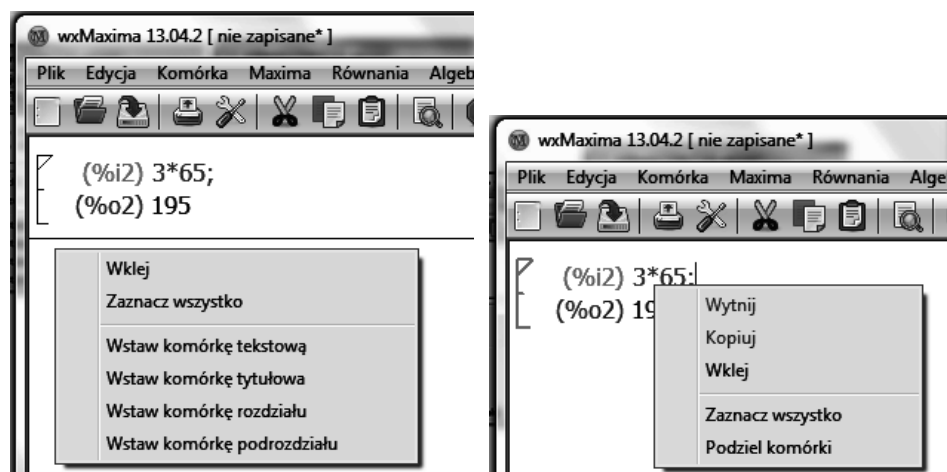 wxMaxima 13.04.2 [ nie zapisane* ]
Plik Edycja Komórka Maxima Równania Algeb
(%i2) 3*65;
(%o2) 195
Wklej
Zaznacz wszystko
Wstaw komórkę tekstową
Wstaw komórkę tytułowa
Wstaw komórkę rozdziału
Wstaw komórkę podrozdziału
wxMaxima 13.04.2 [ nie zapisane* ]
Plik Edycja Komórka Maxima Równania Alge
(%i2) 3*65;
(%o2) 19
Wytnij
Kopiuj
Wklej
Zaznacz wszystko
Podziel komórki